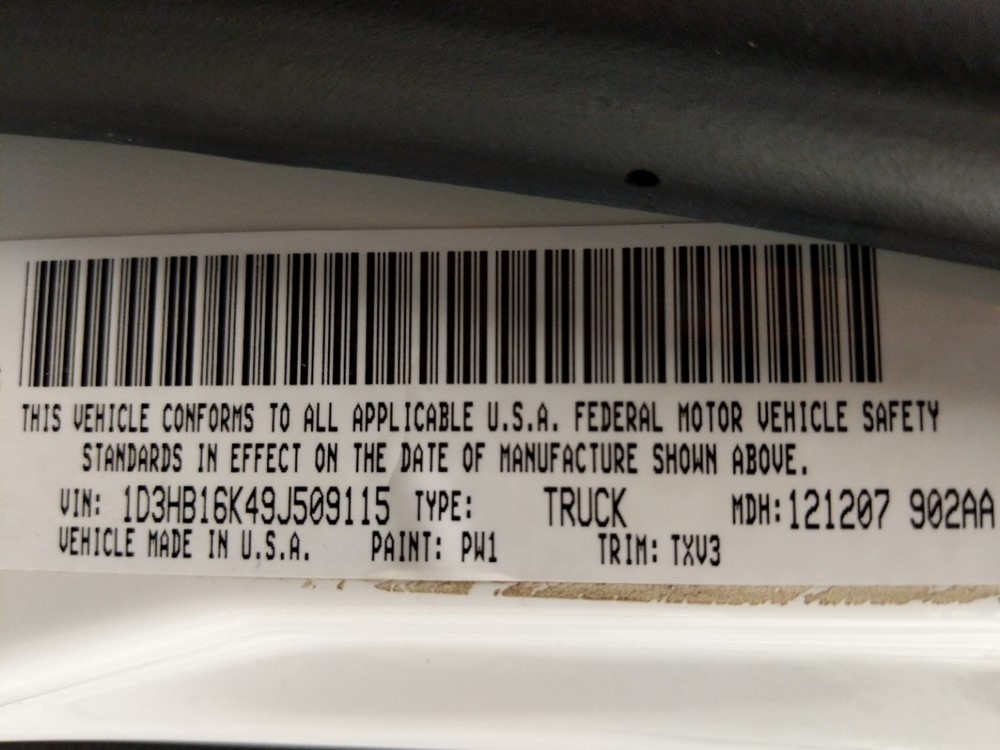 THIS VEHICLE CONFORMS TO ALL APPLICABLE U.S.A. FEDERAL MOTOR VEHICLE SAFETY
STANDARDS IN EFFECT ON THE DATE OF MANUFACTURE SHOWN ABOVE.
VIN: 1D3HB16K49J509115 TYPE: TRUCK MDH:121207 902AA
VEHICLE MADE IN U.S.A. PAINT: PW1 TRIM: TXV3